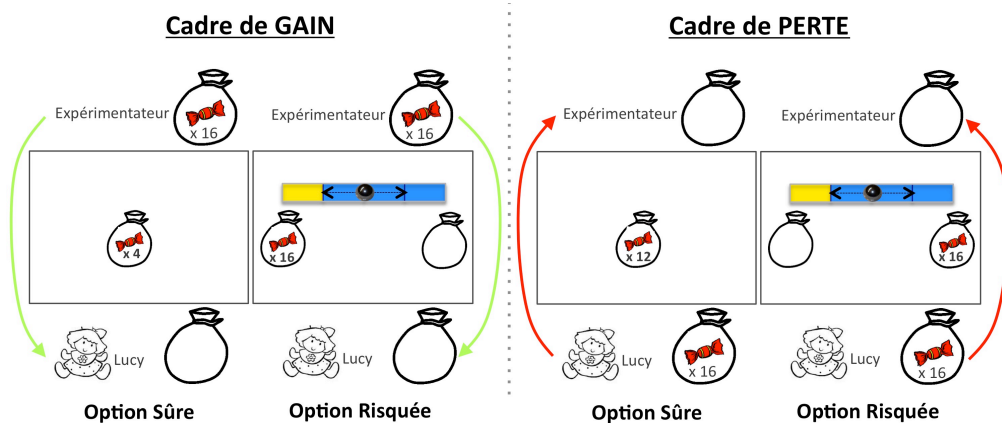 Cadre de GAIN
Expérimentateur
x 16
Expérimentateur
x 16
x 4
x 16
Lucy
Lucy
Option Sûre
Option Risquée
Cadre de PERTE
Expérimentateur
Expérimentateur
x 12
x 16
Lucy
x 16
Lucy
x 16
Option Sûre
Option Risquée